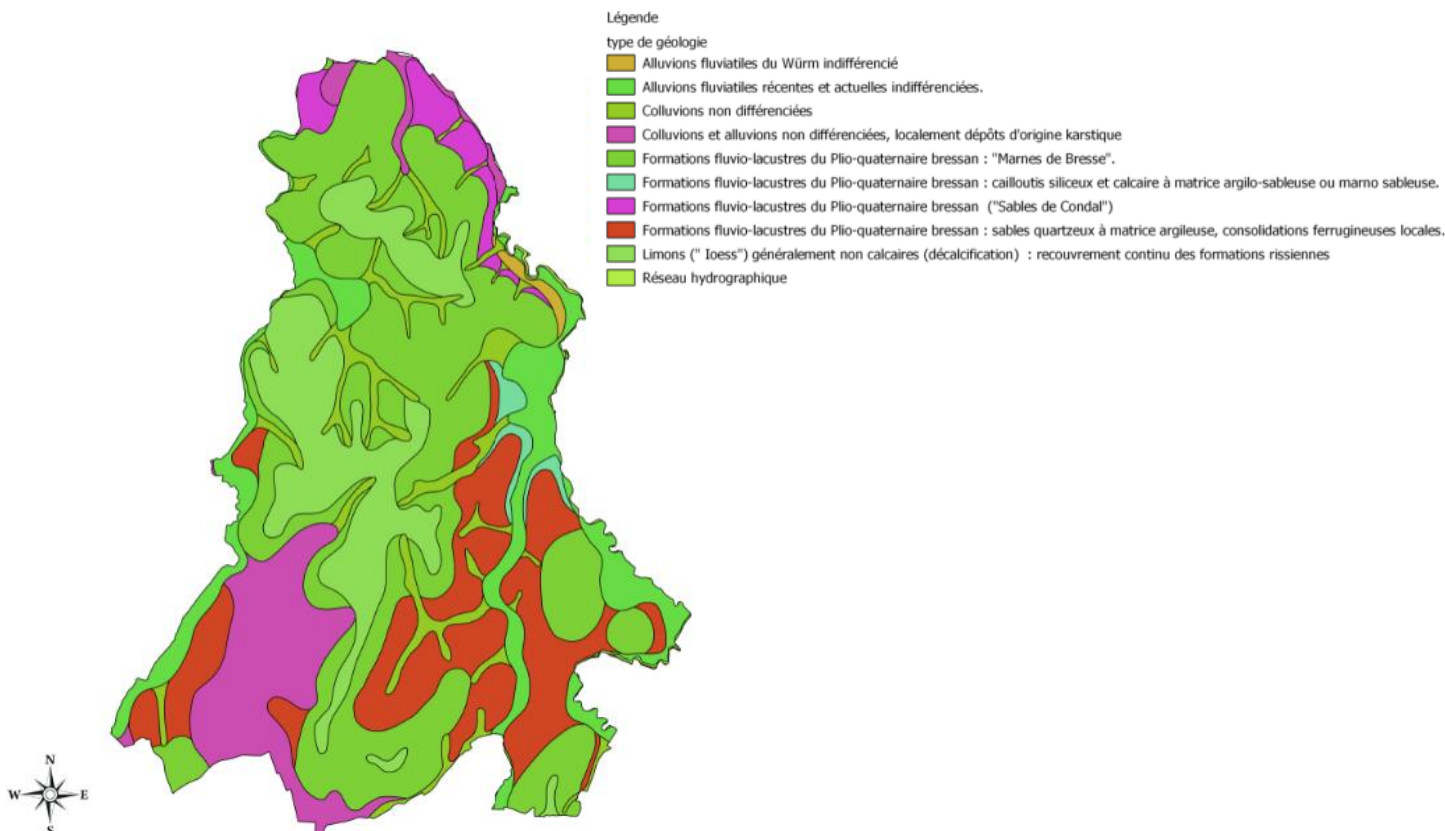 Légende
type de géologie
Alluvions fluviatiles du Würm indifférencié
Alluvions fluviatiles récentes et actuelles indifférenciées.
Colluvions non différenciées
Colluvions et alluvions non différenciées, localement dépôts d'origine karstique
Formations fluvio-lacustres du Plio-quaternaire bressan : "Marnes de Bresse".
Formations fluvio-lacustres du Plio-quaternaire bressan : cailloutis siliceux et calcaire à matrice argilo-sableuse ou marno sableuse.
Formations fluvio-lacustres du Plio-quaternaire bressan ("Sables de Condal")
Formations fluvio-lacustres du Plio-quaternaire bressan : sables quartzeux à matrice argileuse, consolidations ferrugineuses locales.
Limons (" loess") généralement non calcaires (décalcification) : recouvrement continu des formations rissiennes
Réseau hydrographique
N
W E
S